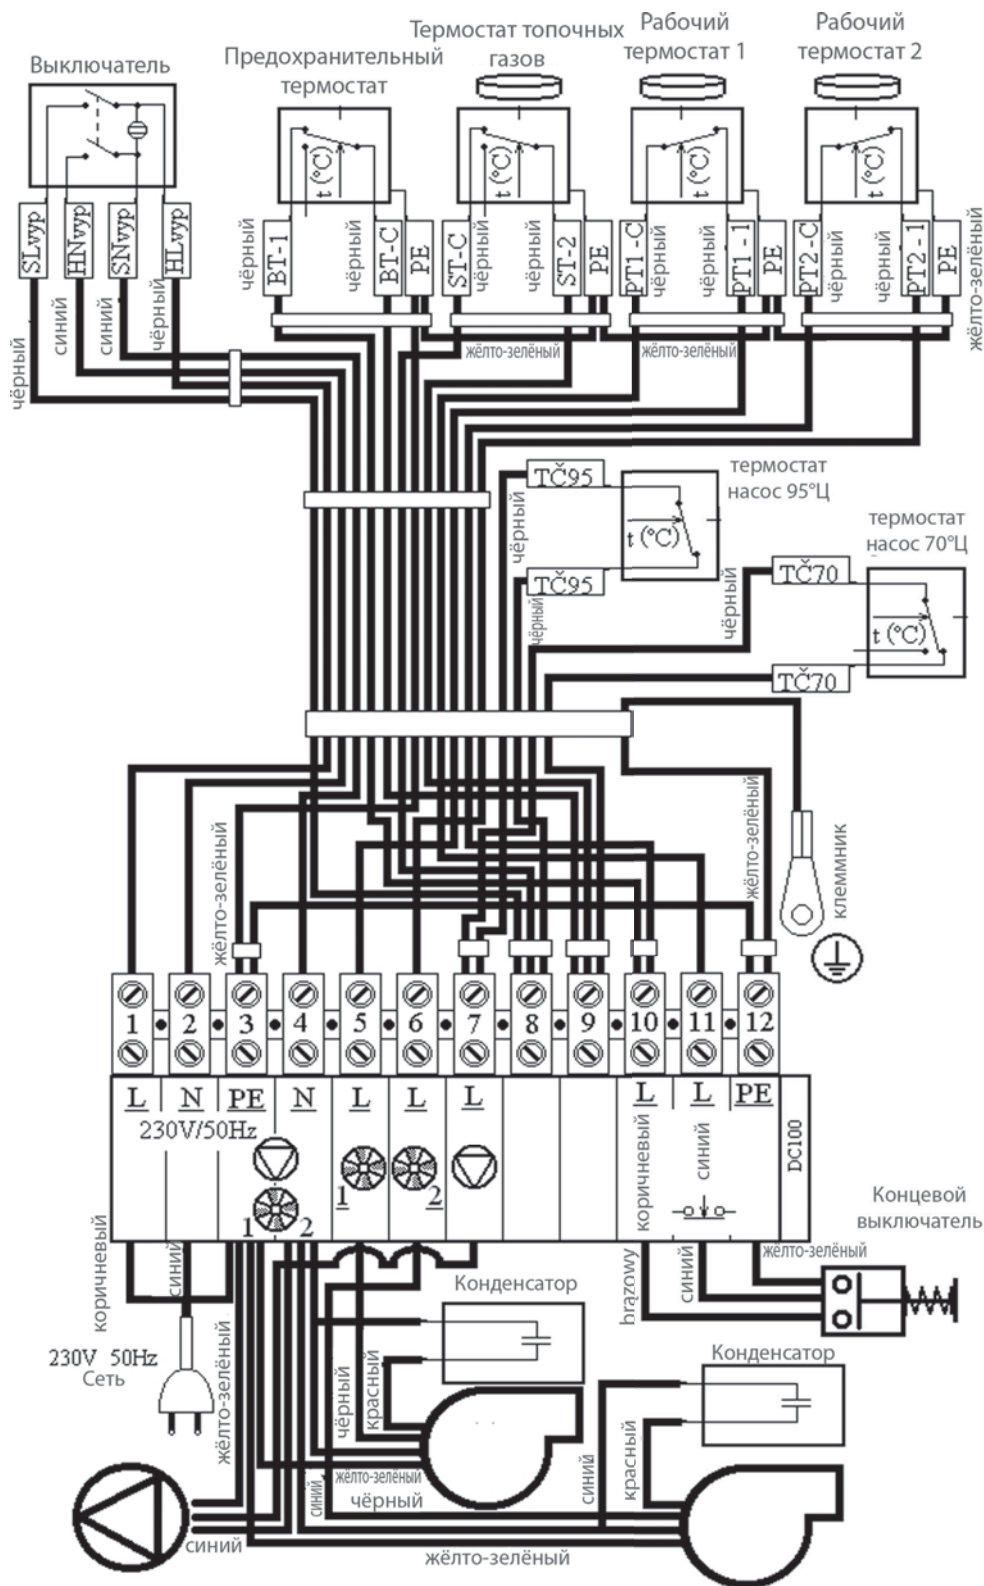 Выключатель
Предохранительный
термостат
Термостат топочных
газов
Рабочий
термостат 1
Рабочий
термостат 2
t (°C)
t (°C)
t (°C)
t (°C)
SLvyp
HNvyp
SNvyp
HLvyp
чёрный
BT-1
чёрный
BT-C
PE
ST-C
чёрный
чёрный
ST-2
PE
PT1-C
чёрный
чёрный
PT1-1
PE
PT2-C
чёрный
чёрный
PT2-1
PE
жёлто-зелёный
чёрный
синий
синий
чёрный
жёлто-зелёный
жёлто-зелёный
TČ95
чёрный
t (°C)
TČ95
чёрный
термостат
насос 95°Ц
термостат
насос 70°Ц
чёрный
TČ70
t (°C)
TČ70
жёлто-зелёный
жёлто-зелёный
клеммник
1
2
3
4
5
6
7
8
9
10
11
12
L
N
PE
N
L
L
L
L
L
PE
230V/50Hz
1
2
1
2
коричневый
синий
DC100
Концевой
выключатель
жёлто-зелёный
коричневый
синий
brązowy
синий
230V 50Hz
Сеть
жёлто-зелёный
Конденсатор
чёрный
красный
Конденсатор
жёлто-зелёный
синий
чёрный
синий
красный
синий
жёлто-зелёный